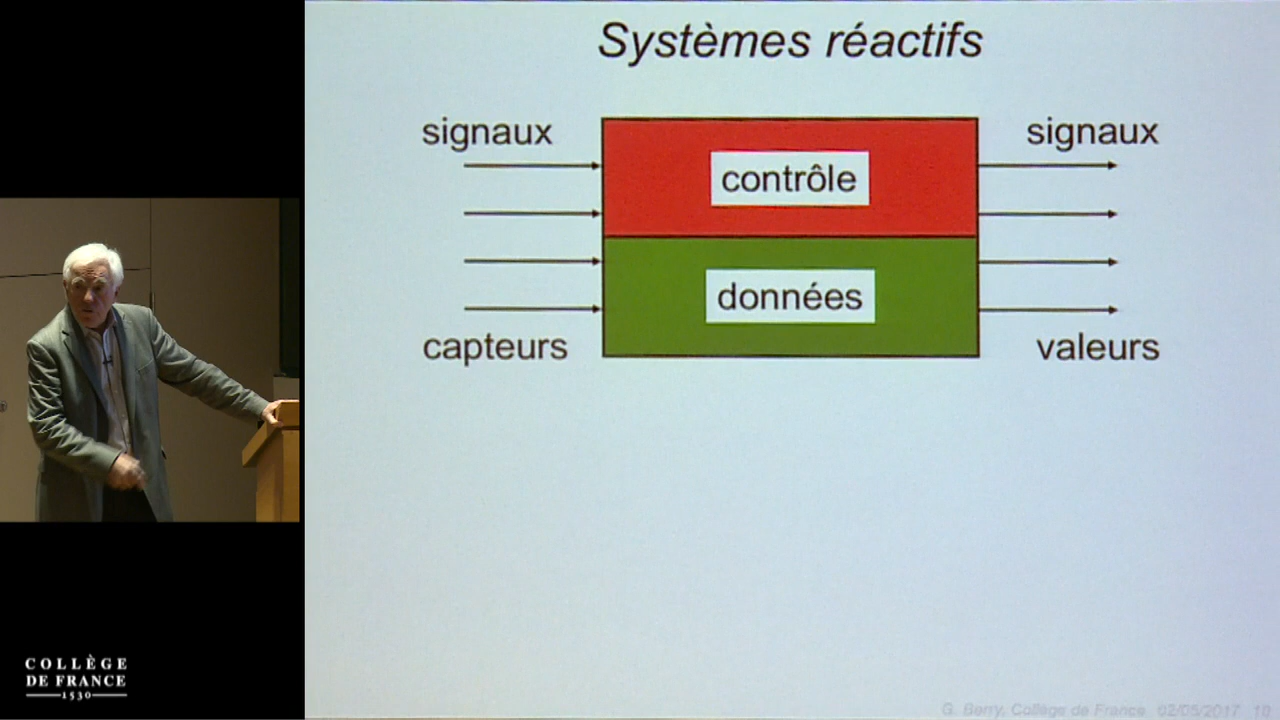 Systèmes réactifs
signaux
signaux
contrôle
données
capteurs
valeurs
COLLÈGE
DE FRANCE
1530
G. Berry, Collège de France 02/05/2017